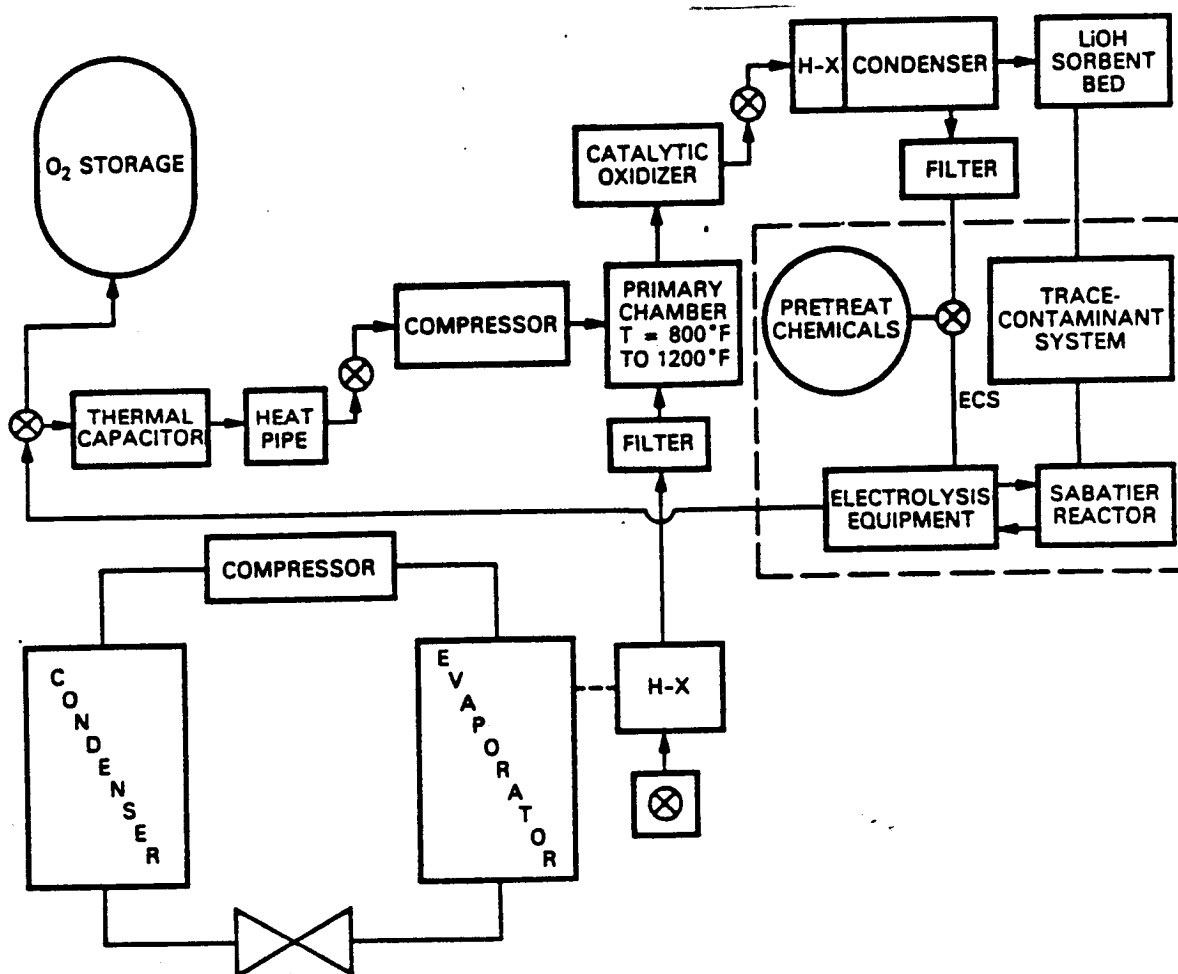 H-X
CONDENSER
LiOH
SORBENT
BED
O₂ STORAGE
CATALYTIC
OXIDIZER
FILTER
PRIMARY
CHAMBER
T = 800°F
TO 1200°F
COMPRESSOR
PRETREAT
CHEMICALS
TRACE-
CONTAMINANT
SYSTEM
ECS
THERMAL
CAPACITOR
HEAT
PIPE
FILTER
ELECTROLYSIS
EQUIPMENT
SABATIER
REACTOR
COMPRESSOR
CONDENSER
EVAPORATOR
H-X